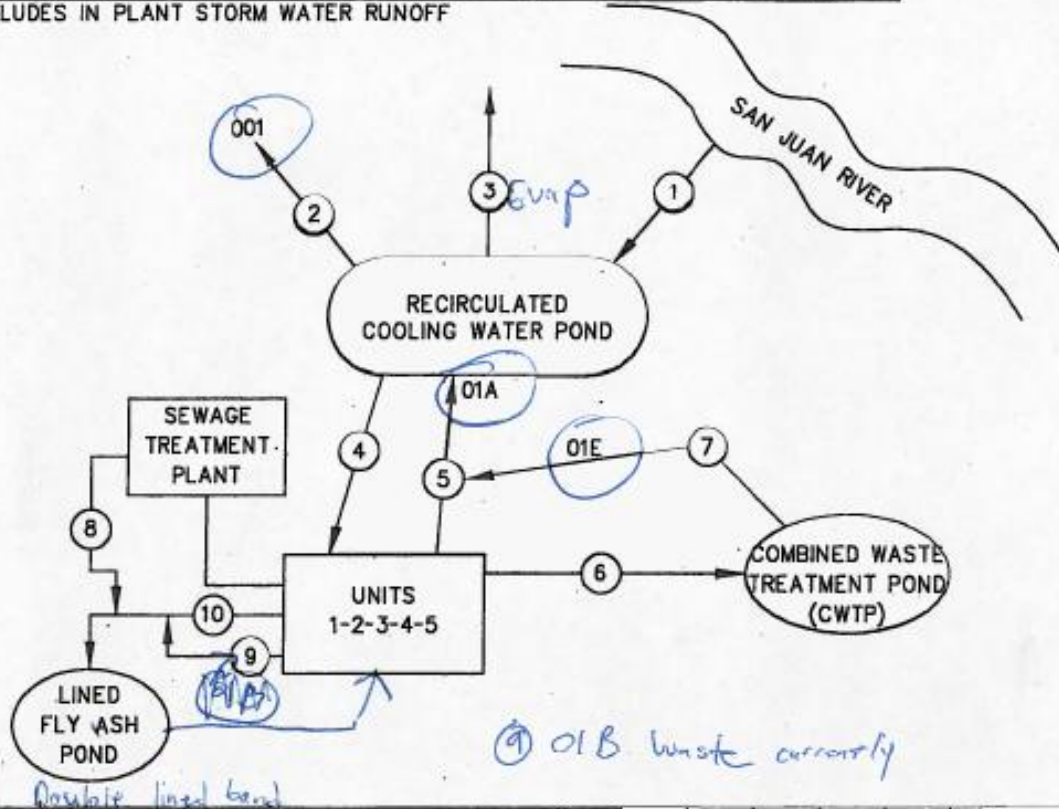 LUDES IN PLANT STORM WATER RUNOFF
SAN JUAN RIVER
001
3
Evap
1
2
RECIRCULATED
COOLING WATER POND
01A
SEWAGE
TREATMENT
PLANT
4
01E
7
5
8
COMBINED WASTE
TREATMENT POND
(CWTP)
6
UNITS
1-2-3-4-5
10
9
LINED
FLY ASH
POND
9 01B waste currently
lined